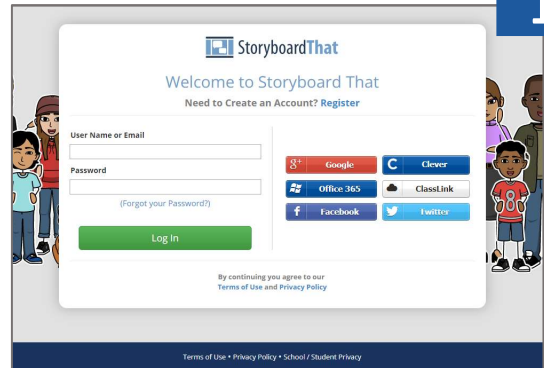 StoryboardThat
Welcome to Storyboard That
Need to Create an Account? Register
User Name or Email
Password
(Forgot your Password?)
Log In
g+ Google
C Clever
Office 365
ClassLink
f Facebook
Twitter
By continuing you agree to our
Terms of Use and Privacy Policy
8
Terms of Use • Privacy Policy • School / Student Privacy